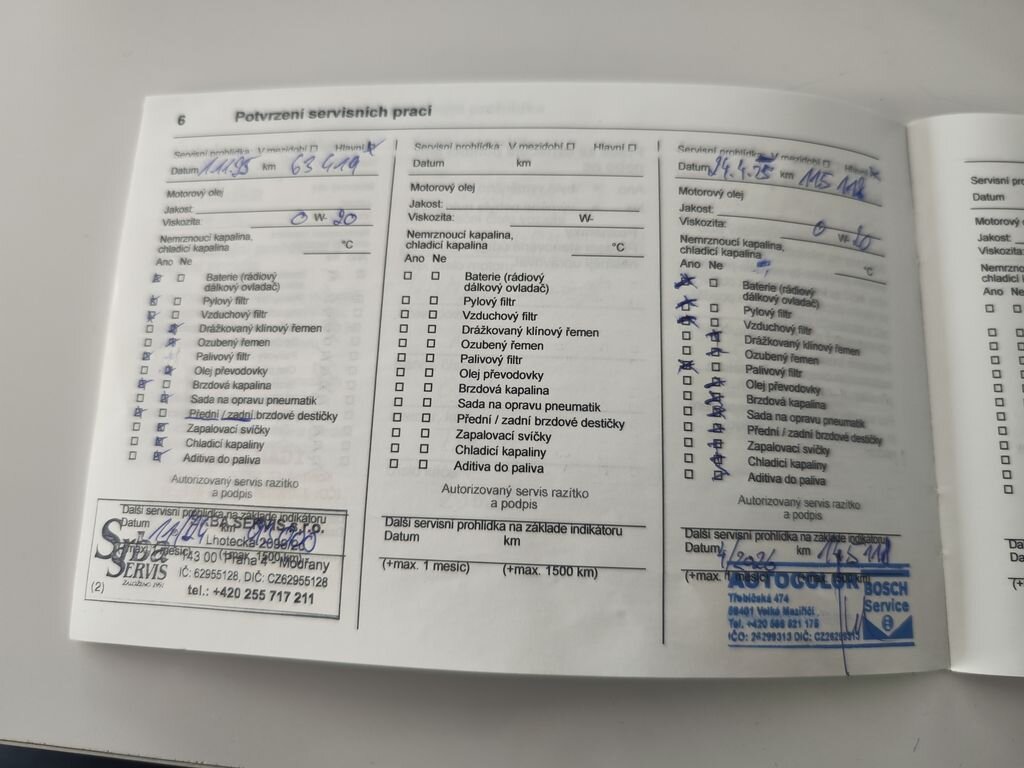 6 Potvrzení servisních prací
Servisní prohlídka V mezidobí Hlavní
Datum km 63 419
Motorový olej
Jakost:
Viskozita: 0 W- 20
Nemrznoucí kapalina,
chladicí kapalina °C
Ano Ne
Baterie (rádiový
dálkový ovladač)
Pylový filtr
Vzduchový filtr
Drážkovaný klínový řemen
Ozubený řemen
Palivový filtr
Olej převodovky
Brzdová kapalina
Sada na opravu pneumatik
Přední / zadní brzdové destičky
Zapalovací svíčky
Chladicí kapaliny
Aditiva do paliva
Autorizovaný servis razítko
a podpis
Další servisní prohlídka na základě indikátoru
Datum km
(+max. 1 měsíc) (+max. 1500 km)
SERVIS
Lhotecká
143 00 Praha 4 - Modřany
IČ: 62955128, DIČ: CZ62955128
tel.: +420 255 717 211
(2)
Servisní prohlídka V mezidobí Hlavní
Datum km
Motorový olej
Jakost:
Viskozita: W-
Nemrznoucí kapalina,
chladicí kapalina °C
Ano Ne
Baterie (rádiový
dálkový ovladač)
Pylový filtr
Vzduchový filtr
Drážkovaný klínový řemen
Ozubený řemen
Palivový filtr
Olej převodovky
Brzdová kapalina
Sada na opravu pneumatik
Přední / zadní brzdové destičky
Zapalovací svíčky
Chladicí kapaliny
Aditiva do paliva
Autorizovaný servis razítko
a podpis
Další servisní prohlídka na základě indikátoru
Datum km
(+max. 1 měsíc) (+max. 1500 km)
Servisní prohlídka V mezidobí Hlavní
Datum 24.4.25 km 115 118
Motorový olej
Jakost:
Viskozita: 0 W-
Nemrznoucí kapalina,
chladicí kapalina °C
Ano Ne
Baterie (rádiový
dálkový ovladač)
Pylový filtr
Vzduchový filtr
Drážkovaný klínový řemen
Ozubený řemen
Palivový filtr
Olej převodovky
Brzdová kapalina
Sada na opravu pneumatik
Přední / zadní brzdové destičky
Zapalovací svíčky
Chladicí kapaliny
Aditiva do paliva
Autorizovaný servis razítko
a podpis
Další servisní prohlídka na základě indikátoru
Datum 4/2026 km 145 118
(+max. 1 měsíc) (+max. 1500 km)
Třebíčská 474
59401 Velké Meziříčí
BOSCH
Service
Servisní
Datum
Motorový
Jakost:
Viskozita:
Ano Ne